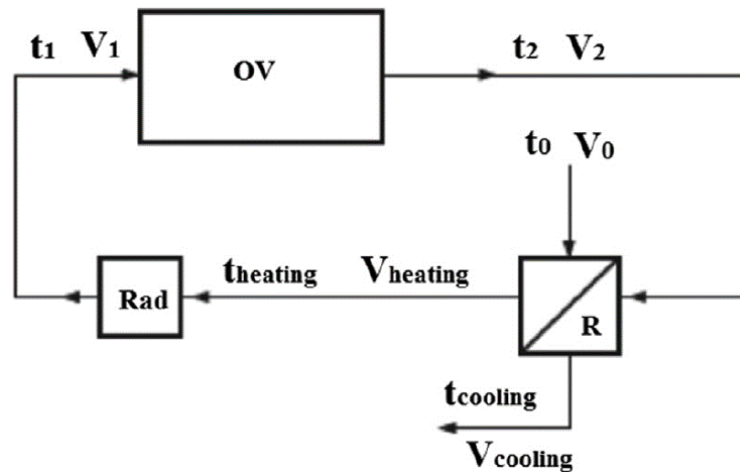 t1 V1
OV
t2 V2
t0 V0
theating Vheating
Rad
R
tcooling
Vcooling